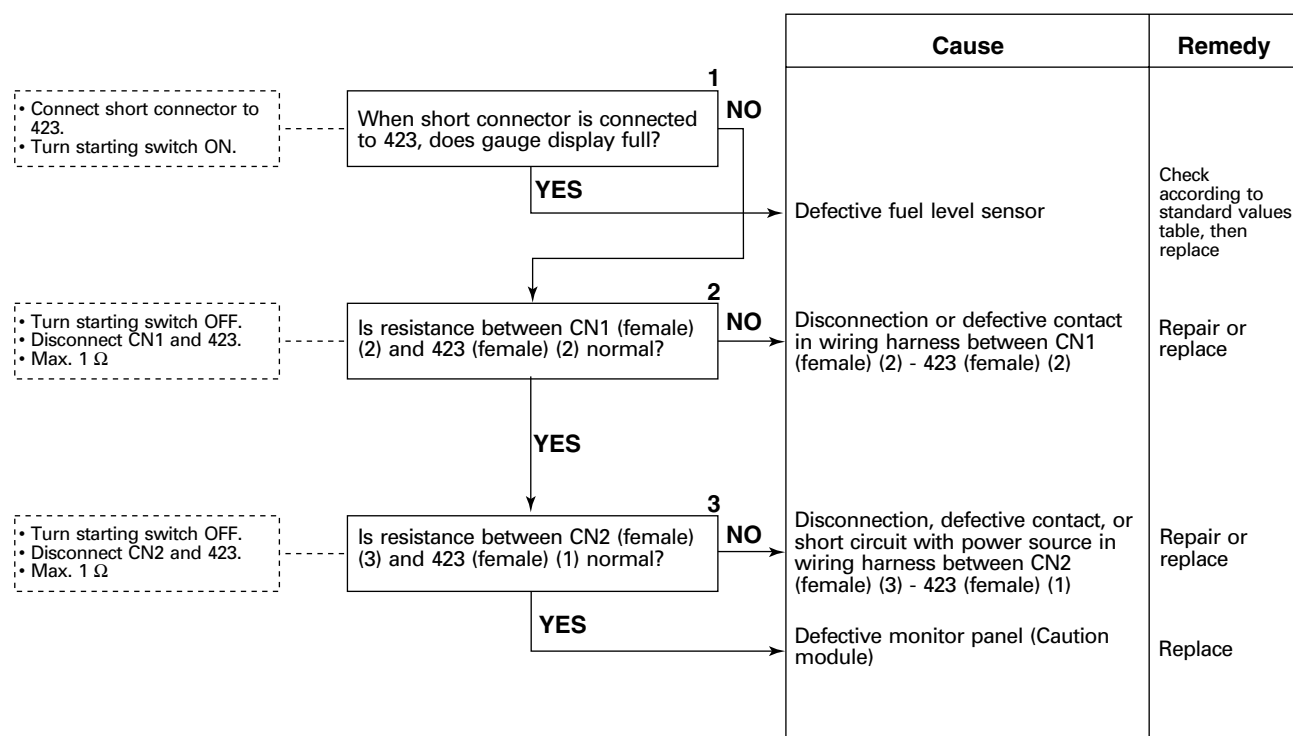 Cause
Remedy
1
• Connect short connector to
423.
• Turn starting switch ON.
When short connector is connected
to 423, does gauge display full?
NO
YES
Defective fuel level sensor
Check
according to
standard values
table, then
replace
2
• Turn starting switch OFF.
• Disconnect CN1 and 423.
• Max. 1 Ω
Is resistance between CN1 (female)
(2) and 423 (female) (2) normal?
NO
Disconnection or defective contact
in wiring harness between CN1
(female) (2) - 423 (female) (2)
Repair or
replace
YES
3
• Turn starting switch OFF.
• Disconnect CN2 and 423.
• Max. 1 Ω
Is resistance between CN2 (female)
(3) and 423 (female) (1) normal?
NO
Disconnection, defective contact, or
short circuit with power source in
wiring harness between CN2
(female) (3) - 423 (female) (1)
Repair or
replace
YES
Defective monitor panel (Caution
module)
Replace